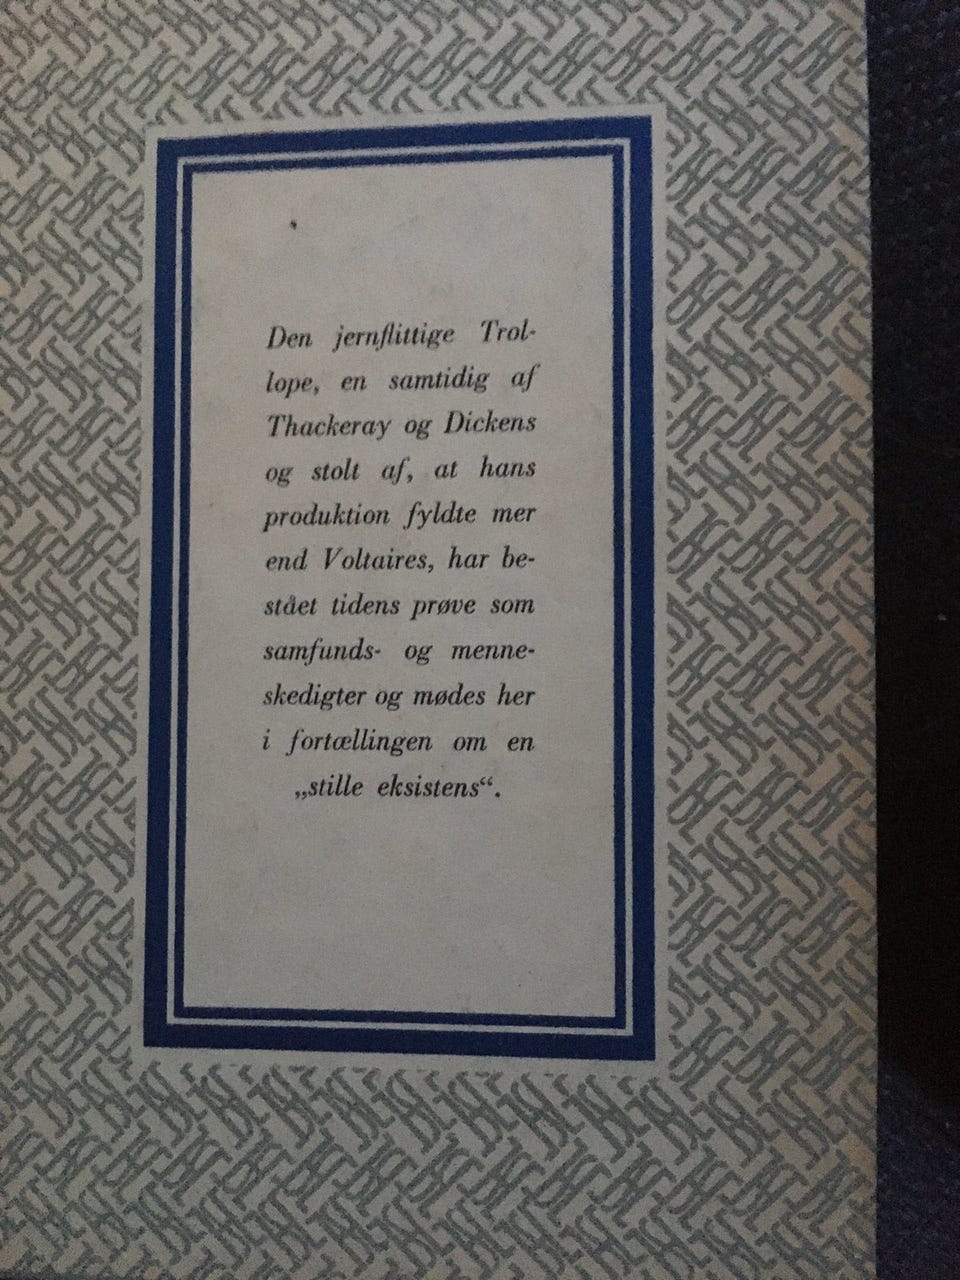 Den jernflittige Trol-
lope, en samtidig af
Thackeray og Dickens
og stolt af, at hans
produktion fyldte mer
end Voltaires, har be-
stået tidens prøve som
samfunds- og menne-
skedigter og mødes her
i fortællingen om en
„stille eksistens“.